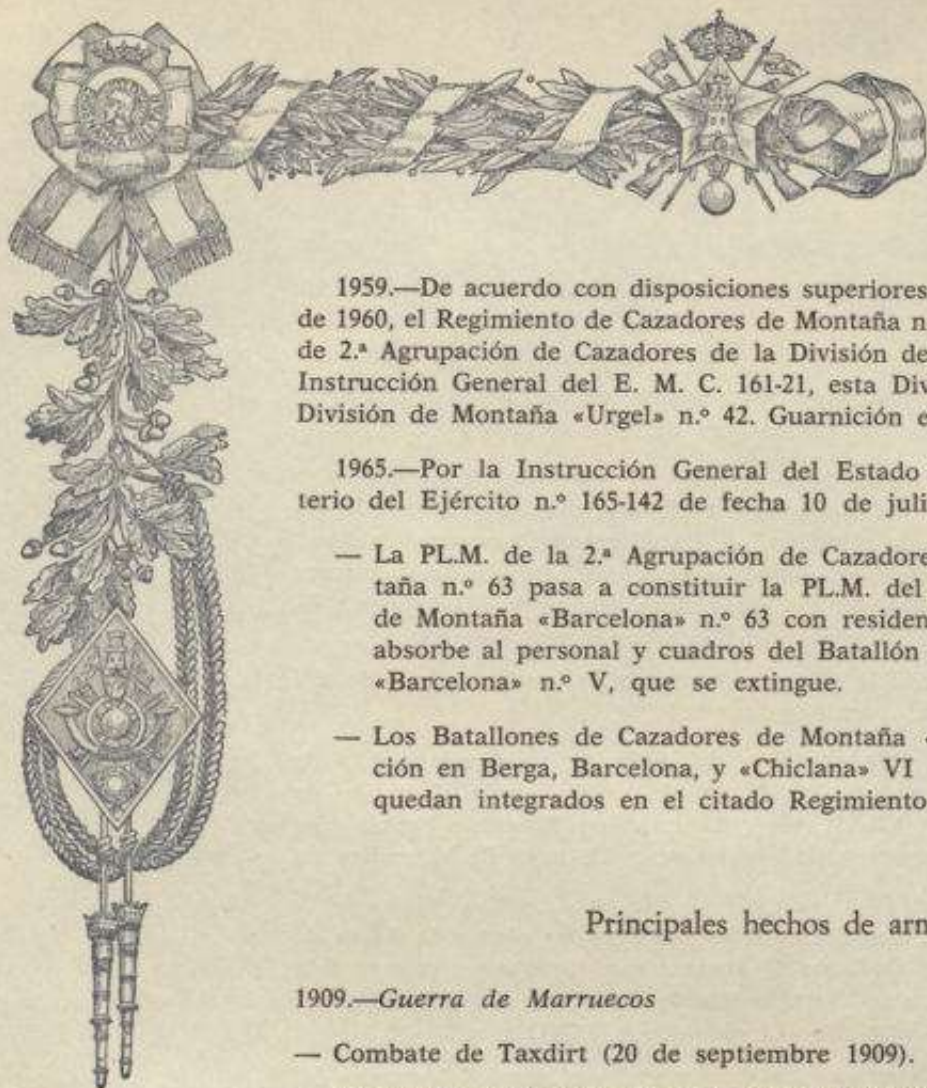 1959.—De acuerdo con disposiciones superiores
de 1960, el Regimiento de Cazadores de Montaña n
de 2.ª Agrupación de Cazadores de la División de
Instrucción General del E. M. C. 161-21, esta Div
División de Montaña «Urgel» n.º 42. Guarnición e
1965.—Por la Instrucción General del Estado
terio del Ejército n.º 165-142 de fecha 10 de juli
— La PL.M. de la 2.ª Agrupación de Cazadore
taña n.º 63 pasa a constituir la PL.M. del
de Montaña «Barcelona» n.º 63 con residen
absorbe al personal y cuadros del Batallón
«Barcelona» n.º V, que se extingue.
— Los Batallones de Cazadores de Montaña «
ción en Berga, Barcelona, y «Chiclana» VI
quedan integrados en el citado Regimiento
Principales hechos de arm
1909.—Guerra de Marruecos
— Combate de Taxdirt (20 de septiembre 1909).